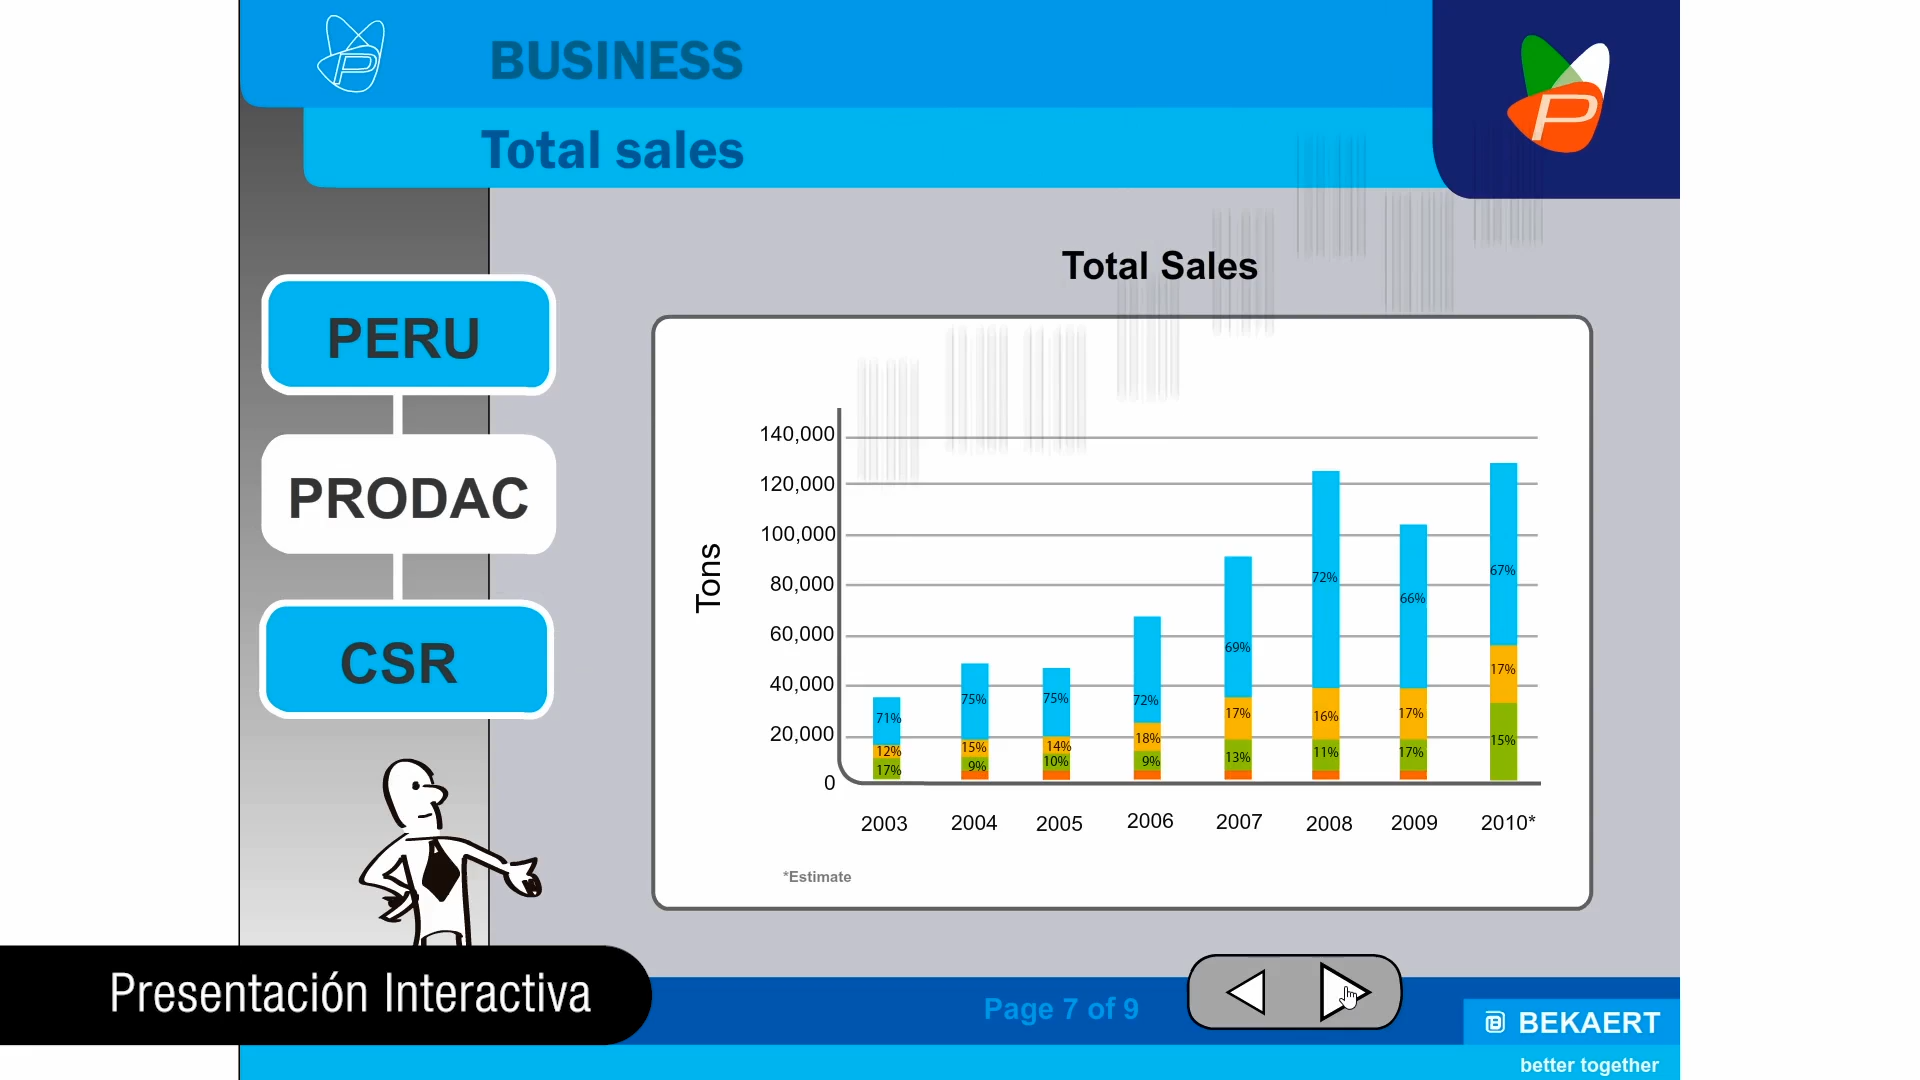 BUSINESS
Total sales
P
P
Total Sales
PERU
PRODAC
CSR
Tons
140,000
120,000
100,000
80,000
60,000
40,000
20,000
0
71%
12%
17%
75%
15%
9%
75%
14%
10%
72%
18%
9%
69%
17%
13%
72%
16%
11%
66%
17%
17%
67%
17%
15%
2003
2004
2005
2006
2007
2008
2009
2010*
*Estimate
Presentación Interactiva
Page 7 of 9
BEKAERT
better together